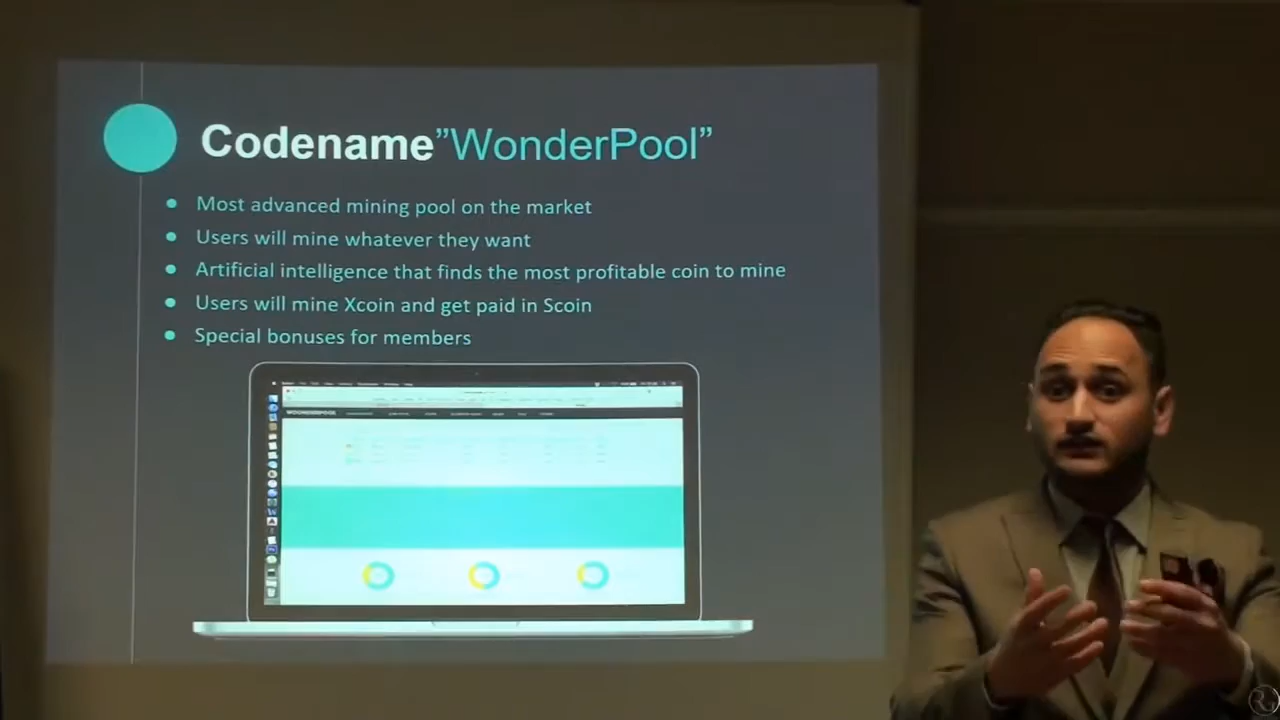 Codename”WonderPool”
Most advanced mining pool on the market
Users will mine whatever they want
Artificial intelligence that finds the most profitable coin to mine
Users will mine Xcoin and get paid in Scoin
Special bonuses for members
WOONDERPOOL